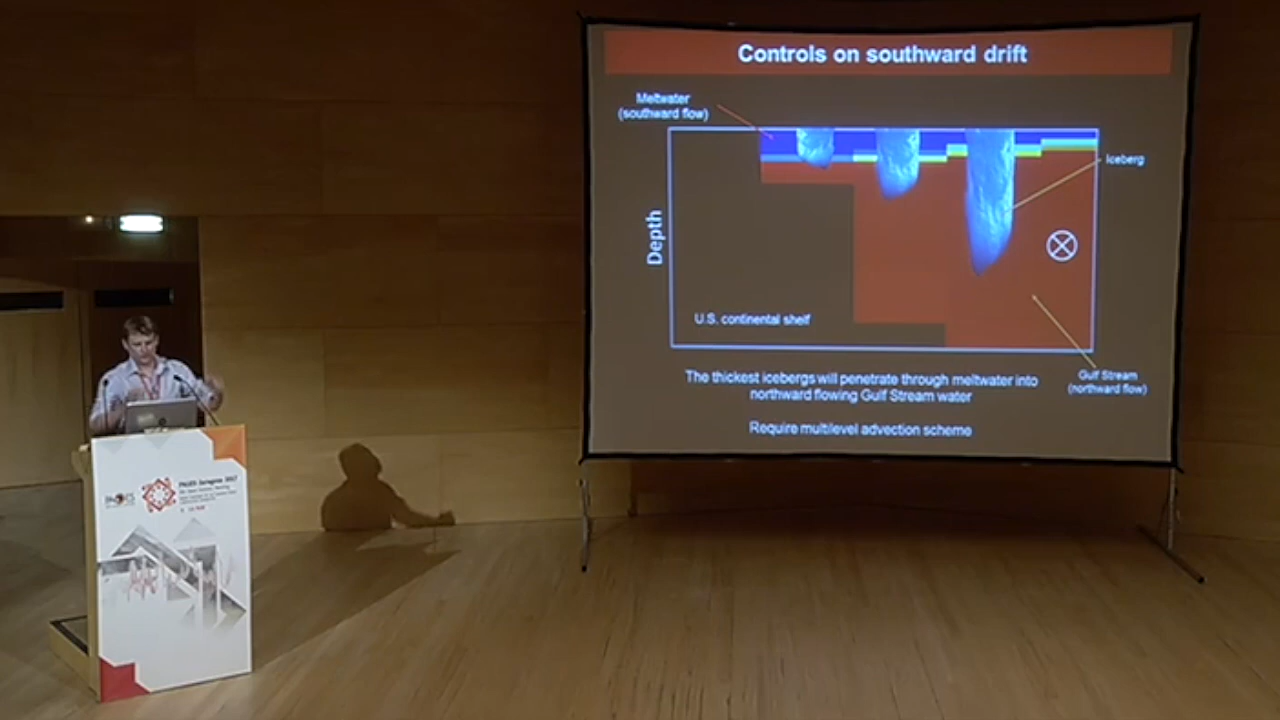 Controls on southward drift
Meltwater
(southward flow)
Iceberg
Depth
U.S. continental shelf
Gulf Stream
(northward flow)
The thickest icebergs will penetrate through meltwater into
northward flowing Gulf Stream water
Require multilevel advection scheme
PAGES
PAGES Zaragoza 2017